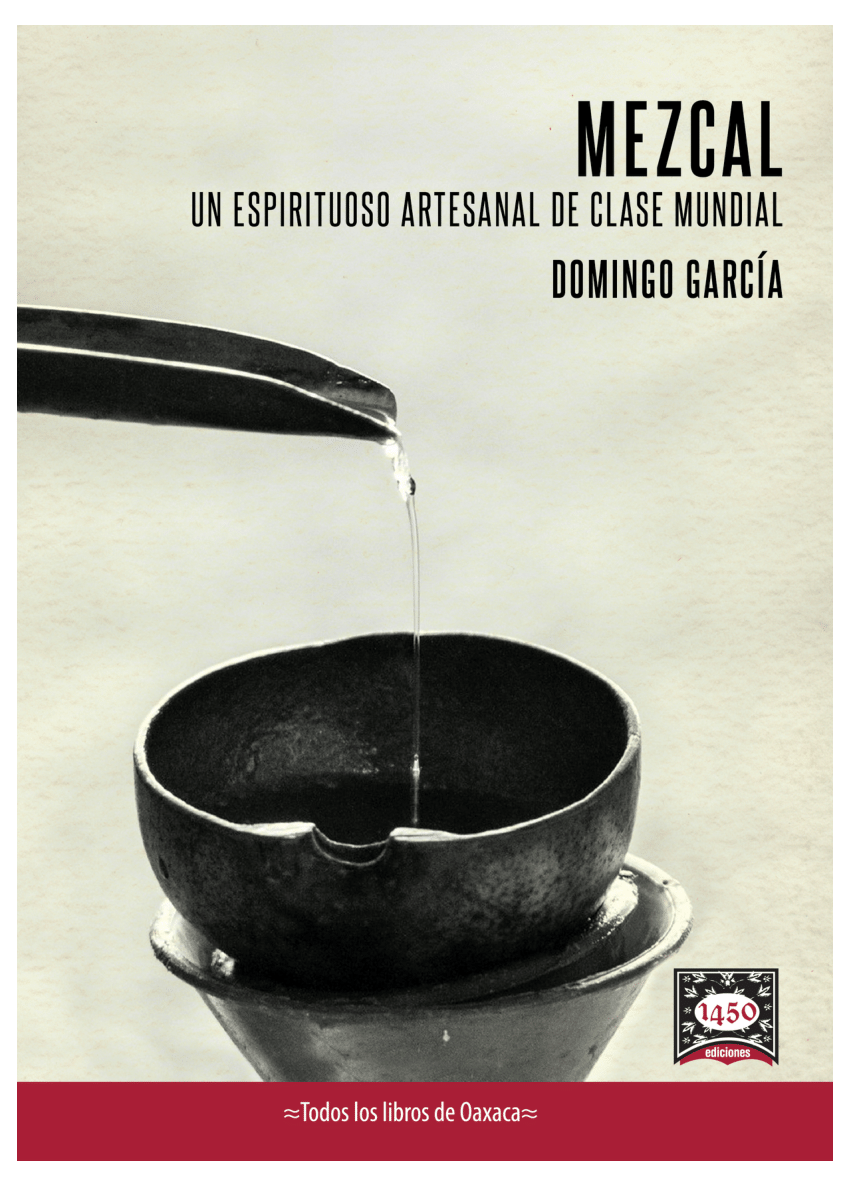 MEZCAL
UN ESPIRITUOSO ARTESANAL DE CLASE MUNDIAL
DOMINGO GARCÍA
1450
ediciones
≈Todos los libros de Oaxaca≈